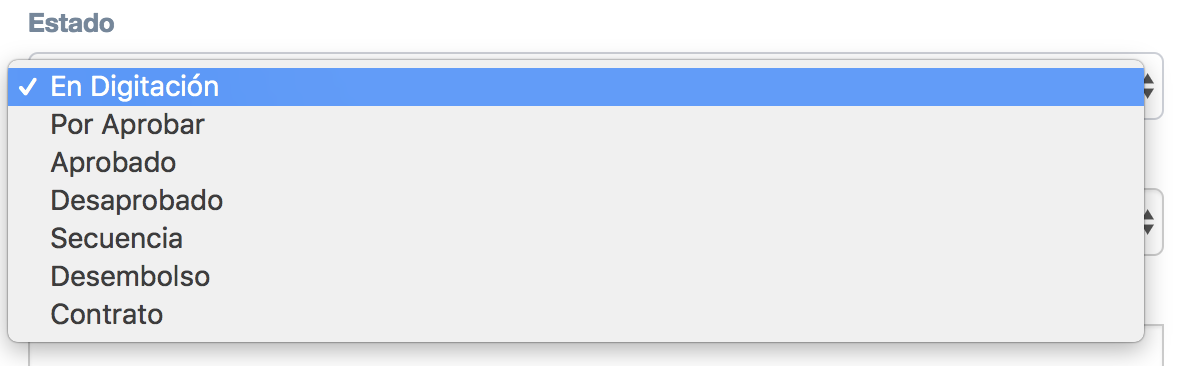 Estado
✓ En Digitación
Por Aprobar
Aprobado
Desaprobado
Secuencia
Desembolso
Contrato